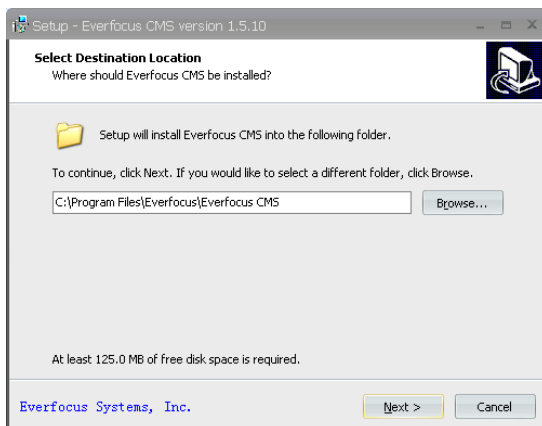 Setup - Everfocus CMS version 1.5.10
Select Destination Location
Where should Everfocus CMS be installed?
Setup will install Everfocus CMS into the following folder.
To continue, click Next. If you would like to select a different folder, click Browse.
C:\Program Files\Everfocus\Everfocus CMS
Browse...
At least 125.0 MB of free disk space is required.
Everfocus Systems, Inc.
Next >
Cancel